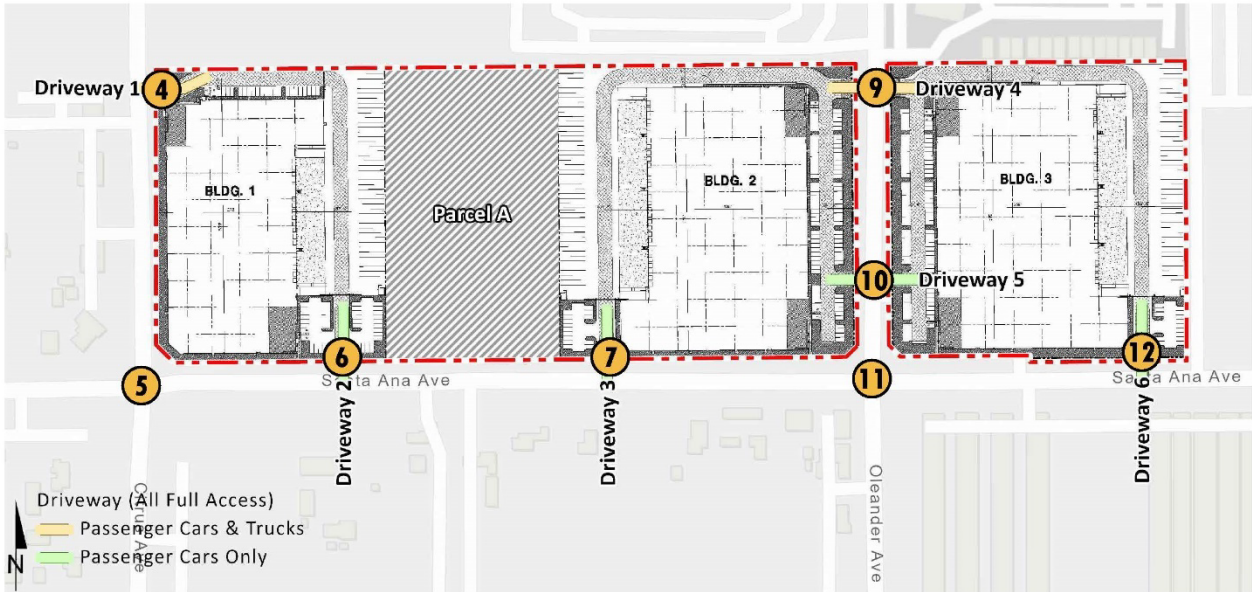 4
Driveway 1
9
Driveway 4
BLDG. 1
Parcel A
BLDG. 2
BLDG. 3
10
Driveway 5
6
7
12
5
Santa Ana Ave
11
Santa Ana Ave
Driveway 2
Driveway 3
Driveway 6
Citrus Ave
Oleander Ave
Driveway (All Full Access)
Passenger Cars & Trucks
Passenger Cars Only
N